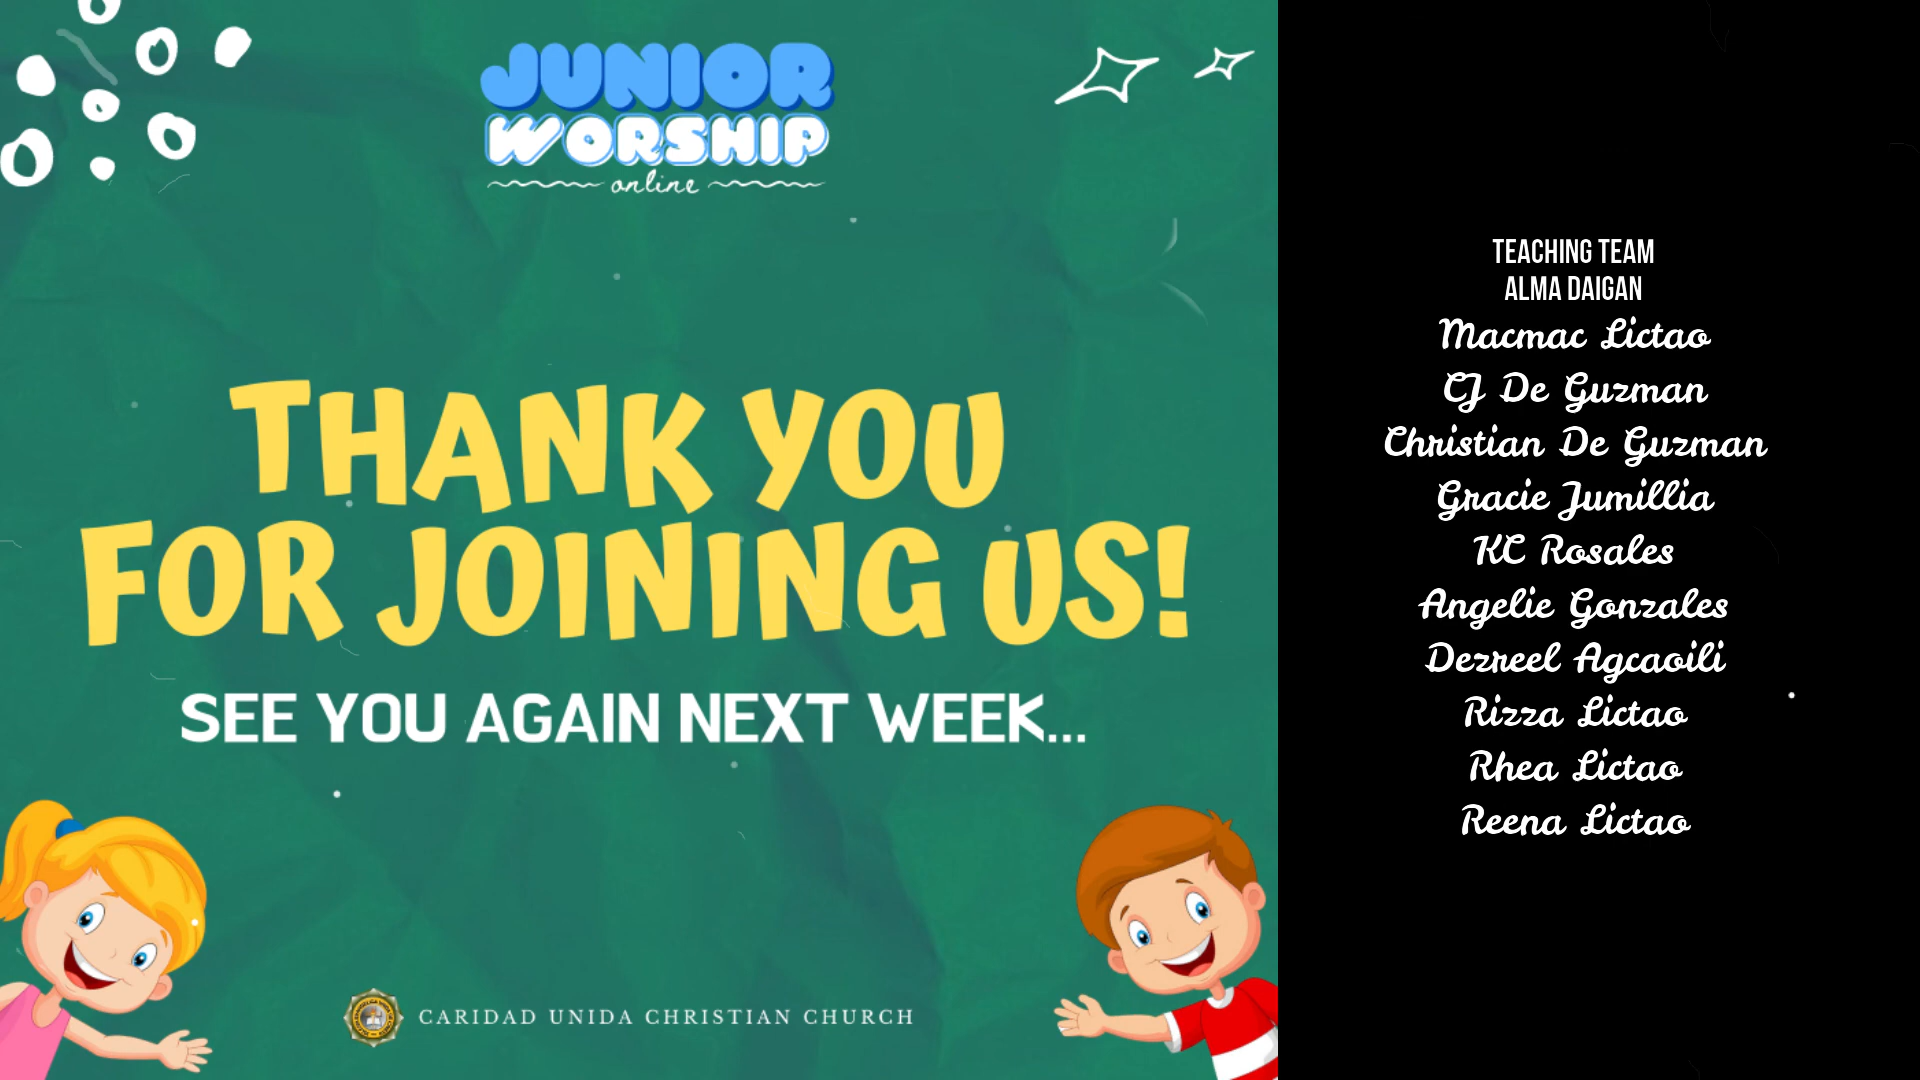 JUNIOR
WORSHIP
online
THANK YOU
FOR JOINING US!
SEE YOU AGAIN NEXT WEEK...
CARIDAD UNIDA CHRISTIAN CHURCH
TEACHING TEAM
ALMA DAIGAN
Macmac Lictao
CJ De Guzman
Christian De Guzman
Gracie Jumillia
KC Rosales
Angelie Gonzales
Dezreel Agcaoili
Rizza Lictao
Rhea Lictao
Reena Lictao